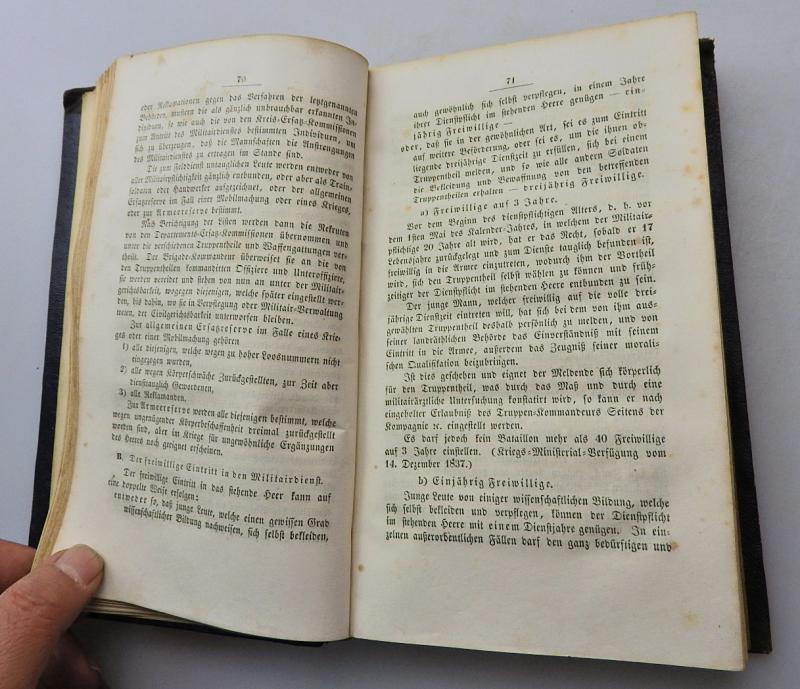 70
oder Reklamationen gegen das Verfahren der letztgenannten
Behörden, mustern die als gänzlich unbrauchbar erkannten In-
dividuen, so wie auch die von den Kreis-Ersatz-Kommissionen
zum Antritt des Militairdienstes bestimmten Individuen, um
sich zu überzeugen, daß die Mannschaften die Anstrengungen
des Militairdienstes zu ertragen im Stande sind.
Die zum Felddienst untauglichen Leute werden entweder von
aller Militairpflichtigkeit gänzlich entbunden, oder aber als Train-
soldaten oder Handwerker aufgezeichnet, oder der allgemeinen
Ersatzreserve im Fall einer Mobilmachung oder eines Krieges,
oder zur Armeereserve bestimmt.
Nach Berichtigung der Listen werden dann die Rekruten
von den Departements-Ersatz-Kommissionen übernommen und
unter die verschiedenen Truppentheile und Waffengattungen ver-
theilt. Der Brigade-Kommandeur überweist sie an die von
den Truppentheilen kommandirten Offiziere und Unteroffiziere,
sie werden vereidet und stehen von nun an unter der Militair-
gerichtsbarkeit, wogegen diejenigen, welche später eingestellt wer-
den, bis dahin, wo sie in Verpflegung oder Militair-Verwaltung
treten, der Civilgerichtsbarkeit unterworfen bleiben.
Zur allgemeinen Ersatzreserve im Falle eines Krie-
ges oder einer Mobilmachung gehören
1) alle diejenigen, welche wegen zu hoher Loosnummern nicht
eingezogen wurden,
2) alle wegen Körperschwäche Zurückgestellten, zur Zeit aber
diensttauglich Gewordenen,
3) alle Reklamanden.
Zur Armeereserve werden alle diejenigen bestimmt, welche
wegen ungenügender Körperbeschaffenheit dreimal zurückgestellt
worden sind, aber im Kriege für ungewöhnliche Ergänzungen
des Heeres noch geeignet erscheinen.
B. Der freiwillige Eintritt in den Militairdienst.
Der freiwillige Eintritt in das stehende Heer kann auf
eine doppelte Weise erfolgen:
entweder so, daß junge Leute, welche einen gewissen Grad
wissenschaftlicher Bildung nachweisen, sich selbst bekleiden,
71
auch gewöhnlich sich selbst verpflegen, in einem Jahre
ihrer Dienstpflicht im stehenden Heere genügen — ein-
jährig Freiwillige —
oder, daß sie in der gewöhnlichen Art, sei es zum Eintritt
auf weitere Beförderung, oder sei es, um die ihnen ob-
liegende dreijährige Dienstzeit zu erfüllen, sich bei einem
Truppentheil melden, und so wie alle andern Soldaten
die Bekleidung und Bewaffnung von den betreffenden
Truppentheilen erhalten — dreijährig Freiwillige.
a) Freiwillige auf 3 Jahre.
Vor dem Beginn des dienstpflichtigen Alters, d. h. vor
dem 1sten Mai des Kalender-Jahres, in welchem der Militair-
pflichtige 20 Jahre alt wird, hat er das Recht, sobald er 17
Lebensjahre zurückgelegt und zum Dienste tauglich befunden ist,
freiwillig in die Armee einzutreten, wodurch ihm der Vortheil
wird, sich den Truppentheil selbst wählen zu können und früh-
zeitiger der Dienstpflicht im stehenden Heere entbunden zu sein.
Der junge Mann, welcher freiwillig auf die volle drei-
jährige Dienstzeit eintreten will, hat sich bei dem von ihm aus-
gewählten Truppentheil deshalb persönlich zu melden, und von
seiner landräthlichen Behörde das Einverständniß mit seinem
Eintritt in die Armee, außerdem das Zeugniß seiner morali-
schen Qualifikation beizubringen.
Ist dies geschehen und eignet der Meldende sich körperlich
für den Truppentheil, was durch das Maß und durch eine
militairärztliche Untersuchung konstatirt wird, so kann er nach
eingeholter Erlaubniß des Truppen-Kommandeurs Seitens der
Kompagnie ꝛc. eingestellt werden.
Es darf jedoch kein Bataillon mehr als 40 Freiwillige
auf 3 Jahre einstellen. (Kriegs-Ministerial-Verfügung vom
14. Dezember 1837.)
b) Einjährig Freiwillige.
Junge Leute von einiger wissenschaftlichen Bildung, welche
sich selbst bekleiden und verpflegen, können der Dienstpflicht
im stehenden Heere mit einem Dienstjahre genügen. In ein-
zelnen außerordentlichen Fällen darf den ganz bedürftigen und